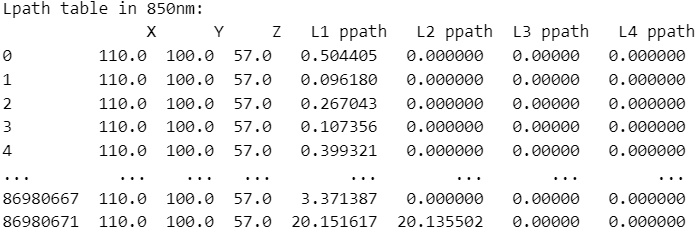 Lpath table in 850nm:
X Y Z L1 ppath L2 ppath L3 ppath L4 ppath
0 110.0 100.0 57.0 0.504405 0.000000 0.00000 0.000000
1 110.0 100.0 57.0 0.096180 0.000000 0.00000 0.000000
2 110.0 100.0 57.0 0.267043 0.000000 0.00000 0.000000
3 110.0 100.0 57.0 0.107356 0.000000 0.00000 0.000000
4 110.0 100.0 57.0 0.399321 0.000000 0.00000 0.000000
... ... ... ... ... ... ... ...
86980667 110.0 100.0 57.0 3.371387 0.000000 0.00000 0.000000
86980671 110.0 100.0 57.0 20.151617 20.135502 0.00000 0.000000